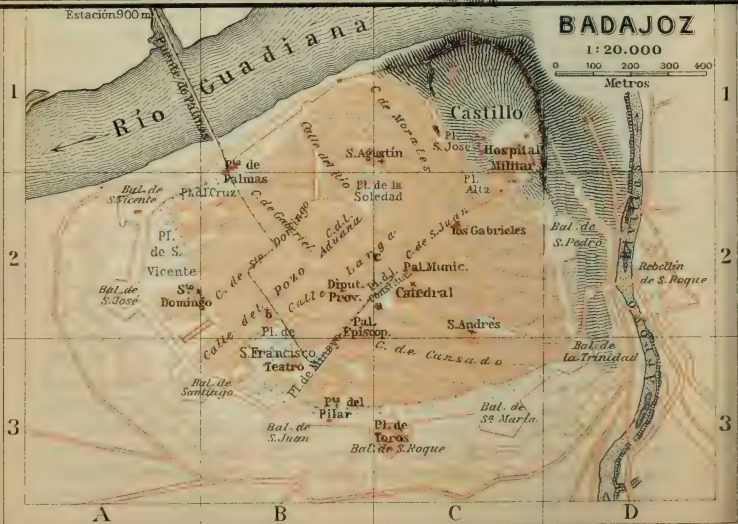 Estación 900 m
BADAJOZ
1:20.000
0 100 200 300 400
Metros
Río Guadiana
Puente de Palmas
1
1
Castillo
C. de Morales
Calle del Río
S. Agustín
Pl.
S. José
Hospital
Militar
Pta de
Palmas
Pl. de la
Soledad
Pl.
Alta
Bal. de
S. Vicente
C. de Gabriel
C. d. l.
Aduana
C. de Sto Domingo
C. de S. Juan
los Gabrieles
Bal. de
S. Pedro
2
2
Pl.
de S.
Vicente
Calle Larga
c
Pal. Munic.
Rebellin
de S. Roque
Bal. de
S. José
Sto
Domingo
Diput.
Prov.
Catedral
a
Calle del Pozo
b
Pl. de
S. Francisco
Teatro
Pal.
Episcop.
S. Andrés
C. de Cansado
Bal. de
la Trinidad
Pl. de Minayo
Bal. de
Santiago
Pta del
Pilar
Bal. de
Sa María
3
3
Bal. de
S. Juan
Pl. de
Toros
Bal. de S. Roque
A
B
C
D